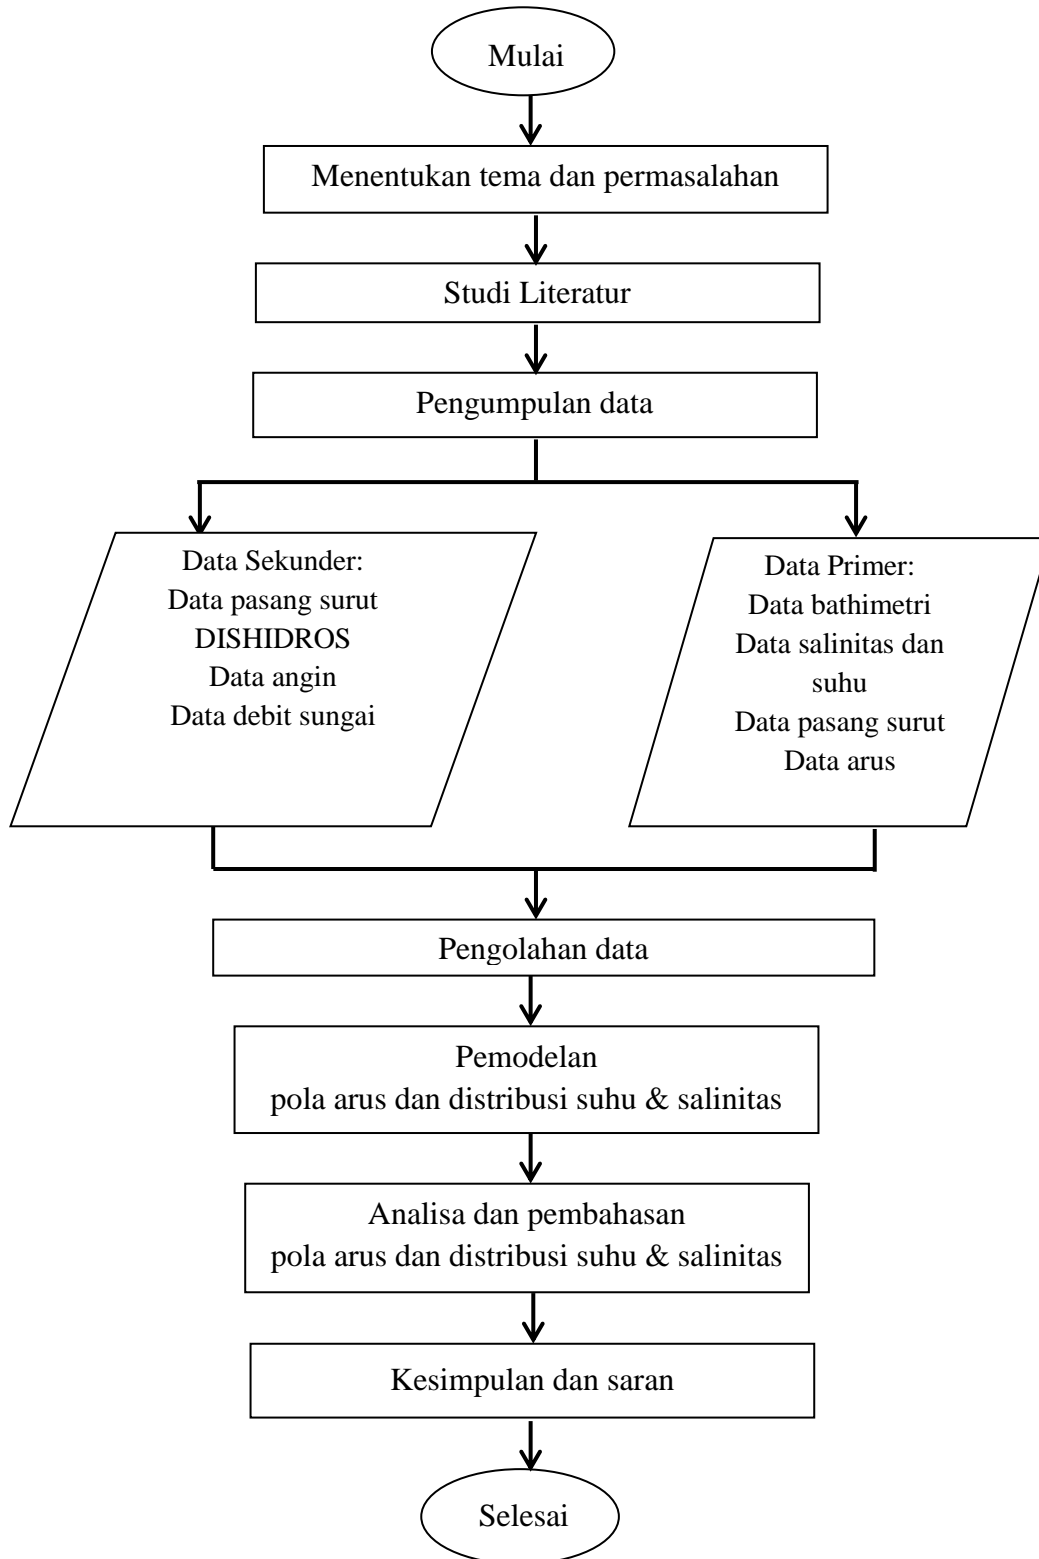 Mulai
Menentukan tema dan permasalahan
Studi Literatur
Pengumpulan data
Data Sekunder:
Data pasang surut
DISHIDROS
Data angin
Data debit sungai
Data Primer:
Data bathimetri
Data salinitas dan
suhu
Data pasang surut
Data arus
Pengolahan data
Pemodelan
pola arus dan distribusi suhu & salinitas
Analisa dan pembahasan
pola arus dan distribusi suhu & salinitas
Kesimpulan dan saran
Selesai